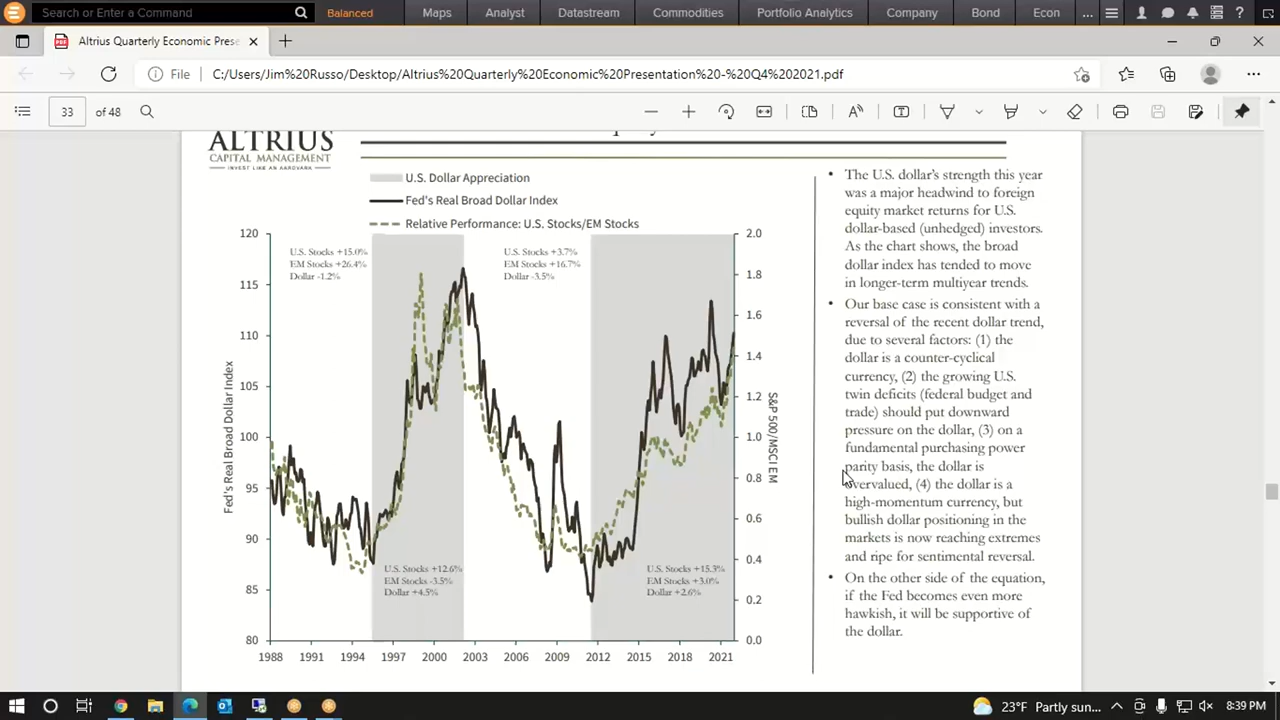 Search or Enter a Command
Balanced
Maps
Analyst
Datastream
Commodities
Portfolio Analytics
Company
Bond
Econ
...
Altrius Quarterly Economic Prese
File
C:/Users/Jim%20Russo/Desktop/Altrius%20Quarterly%20Economic%20Presentation%20-%20Q4%202021.pdf
33 of 48
ALTRIUS
CAPITAL MANAGEMENT
INVEST LIKE AN AARDVARK
U.S. Dollar Appreciation
Fed's Real Broad Dollar Index
Relative Performance: U.S. Stocks/EM Stocks
120
115
110
105
100
95
90
85
80
Fed's Real Broad Dollar Index
U.S. Stocks +15.0%
EM Stocks +26.4%
Dollar -1.2%
U.S. Stocks +12.6%
EM Stocks -3.5%
Dollar +4.5%
U.S. Stocks +3.7%
EM Stocks +16.7%
Dollar -3.5%
U.S. Stocks +15.3%
EM Stocks +3.0%
Dollar +2.6%
2.0
1.8
1.6
1.4
1.2
1.0
0.8
0.6
0.4
0.2
0.0
S&P 500/MSCI EM
1988 1991 1994 1997 2000 2003 2006 2009 2012 2015 2018 2021
• The U.S. dollar's strength this year
was a major headwind to foreign
equity market returns for U.S.
dollar-based (unhedged) investors.
As the chart shows, the broad
dollar index has tended to move
in longer-term multiyear trends.
• Our base case is consistent with a
reversal of the recent dollar trend,
due to several factors: (1) the
dollar is a counter-cyclical
currency, (2) the growing U.S.
twin deficits (federal budget and
trade) should put downward
pressure on the dollar, (3) on a
fundamental purchasing power
parity basis, the dollar is
overvalued, (4) the dollar is a
high-momentum currency, but
bullish dollar positioning in the
markets is now reaching extremes
and ripe for sentimental reversal.
• On the other side of the equation,
if the Fed becomes even more
hawkish, it will be supportive of
the dollar.
23°F Partly sun...
8:39 PM